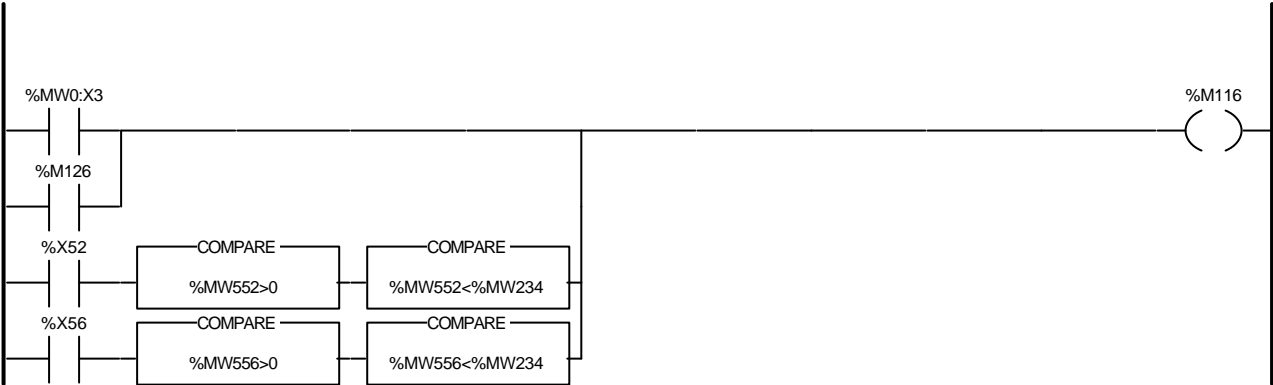 %MW0:X3 %M116
%M126
%X52 COMPARE COMPARE
%MW552>0 %MW552<%MW234
%X56 COMPARE COMPARE
%MW556>0 %MW556<%MW234